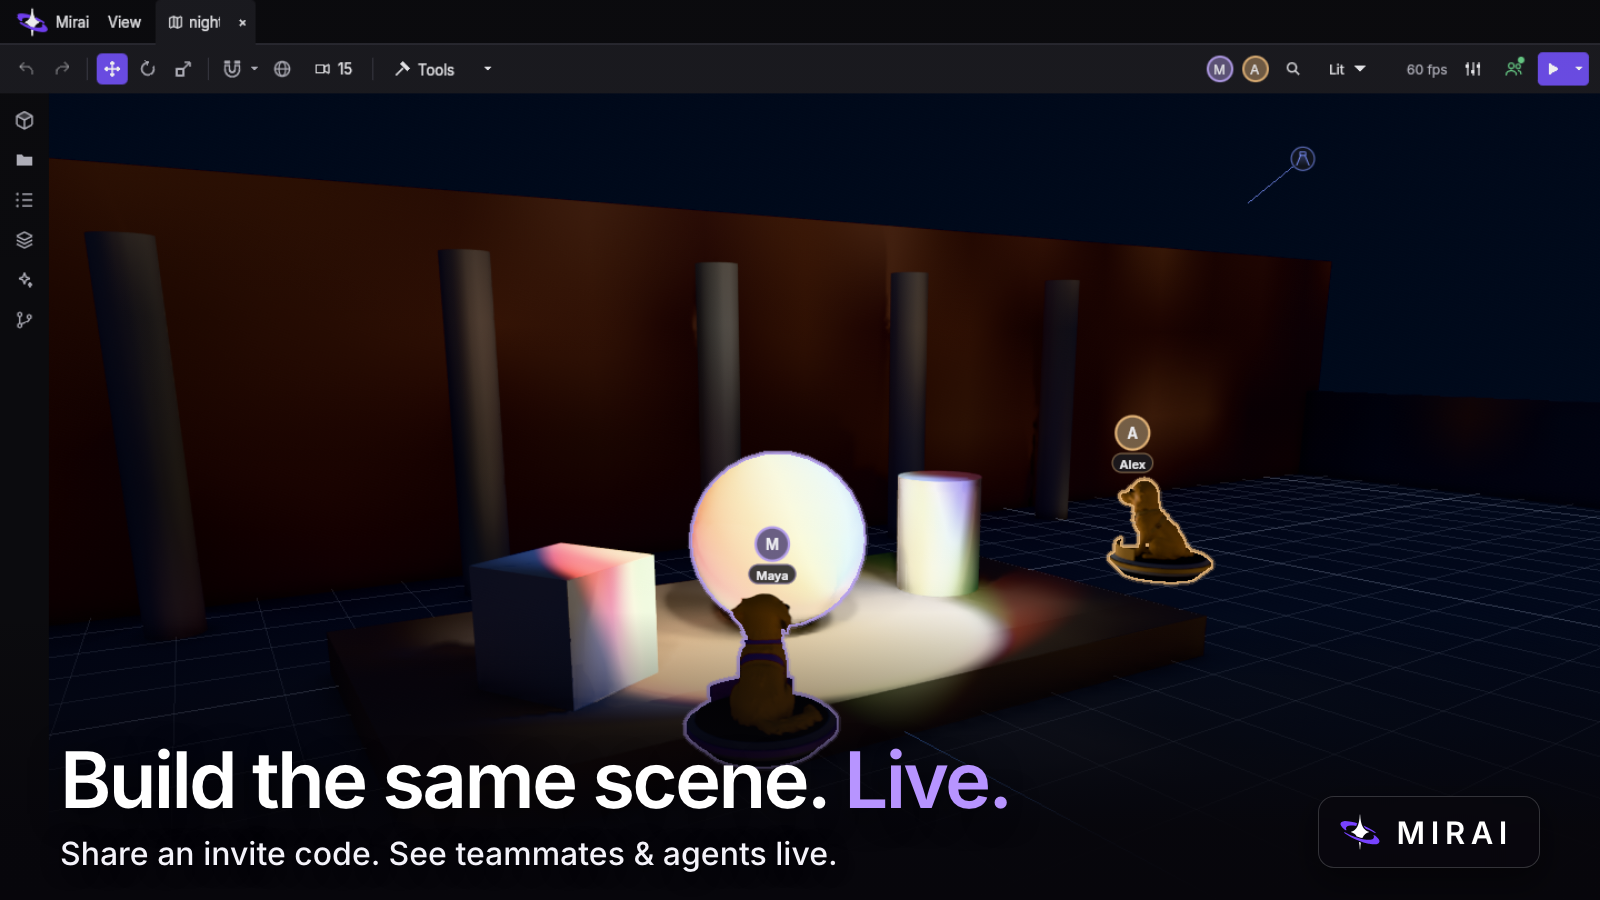 Mirai View nigh
15 Tools M A Lit 60 fps
A
Alex
M
Maya
Build the same scene. Live.
Share an invite code. See teammates & agents live.
MIRAI